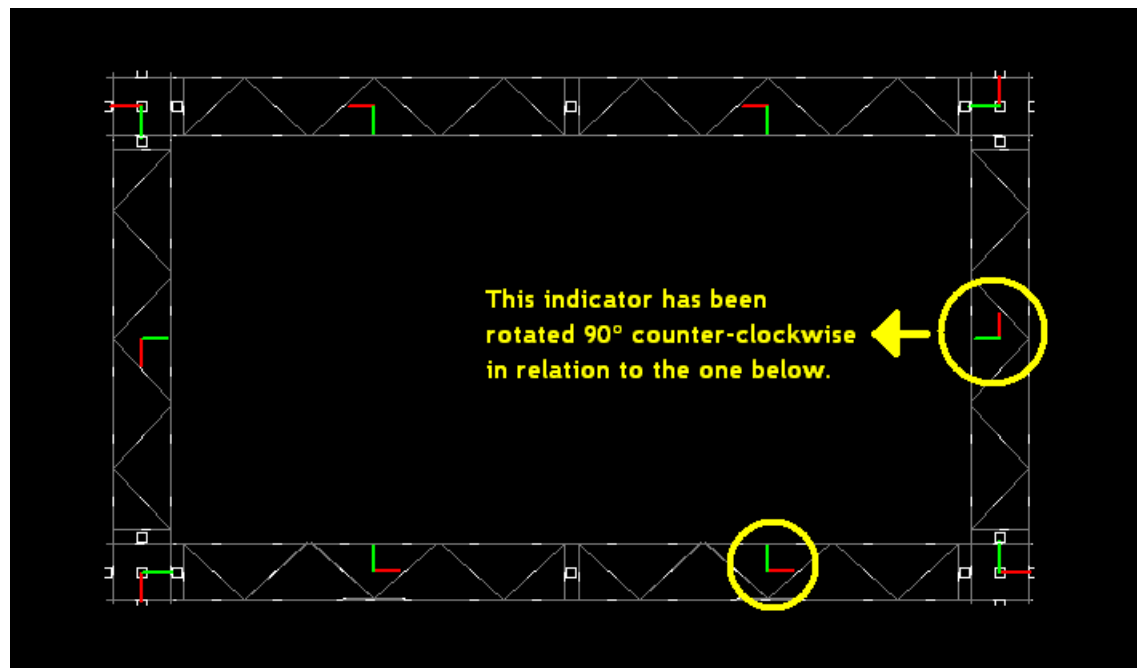 This indicator has been
rotated 90° counter-clockwise
in relation to the one below.